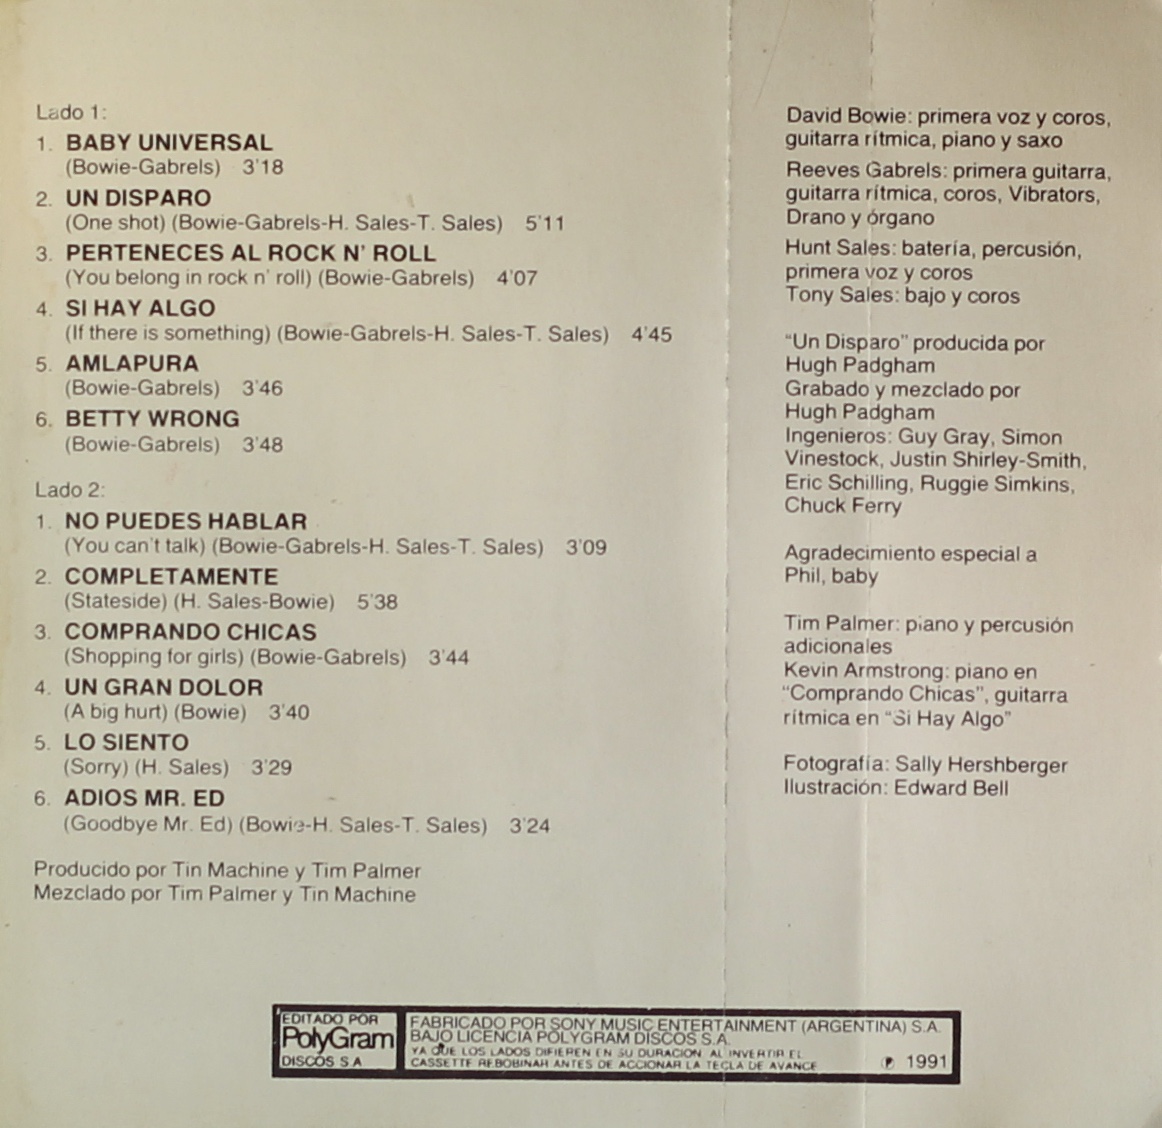 Lado 1:
1. BABY UNIVERSAL
(Bowie-Gabrels) 3'18
2. UN DISPARO
(One shot) (Bowie-Gabrels-H. Sales-T. Sales) 5'11
3. PERTENECES AL ROCK N' ROLL
(You belong in rock n' roll) (Bowie-Gabrels) 4'07
4. SI HAY ALGO
(If there is something) (Bowie-Gabrels-H. Sales-T. Sales) 4'45
5. AMLAPURA
(Bowie-Gabrels) 3'46
6. BETTY WRONG
(Bowie-Gabrels) 3'48
Lado 2:
1. NO PUEDES HABLAR
(You can't talk) (Bowie-Gabrels-H. Sales-T. Sales) 3'09
2. COMPLETAMENTE
(Stateside) (H. Sales-Bowie) 5'38
3. COMPRANDO CHICAS
(Shopping for girls) (Bowie-Gabrels) 3'44
4. UN GRAN DOLOR
(A big hurt) (Bowie) 3'40
5. LO SIENTO
(Sorry) (H. Sales) 3'29
6. ADIOS MR. ED
(Goodbye Mr. Ed) (Bowie-H. Sales-T. Sales) 3'24
Producido por Tin Machine y Tim Palmer
Mezclado por Tim Palmer y Tin Machine
David Bowie: primera voz y coros,
guitarra rítmica, piano y saxo
Reeves Gabrels: primera guitarra,
guitarra rítmica, coros, Vibrators,
Drano y órgano
Hunt Sales: batería, percusión,
primera voz y coros
Tony Sales: bajo y coros
"Un Disparo" producida por
Hugh Padgham
Grabado y mezclado por
Hugh Padgham
Ingenieros: Guy Gray, Simon
Vinestock, Justin Shirley-Smith,
Eric Schilling, Ruggie Simkins,
Chuck Ferry
Agradecimiento especial a
Phil, baby
Tim Palmer: piano y percusión
adicionales
Kevin Armstrong: piano en
"Comprando Chicas", guitarra
rítmica en "Si Hay Algo"
Fotografía: Sally Hershberger
Ilustración: Edward Bell
EDITADO POR
PolyGram
DISCOS S A
FABRICADO POR SONY MUSIC ENTERTAINMENT (ARGENTINA) S.A.
BAJO LICENCIA POLYGRAM DISCOS S.A.
YA QUE LOS LADOS DIFIEREN EN SU DURACION AL INVERTIR EL
CASSETTE REBOBINAR ANTES DE ACCIONAR LA TECLA DE AVANCE
℗ 1991